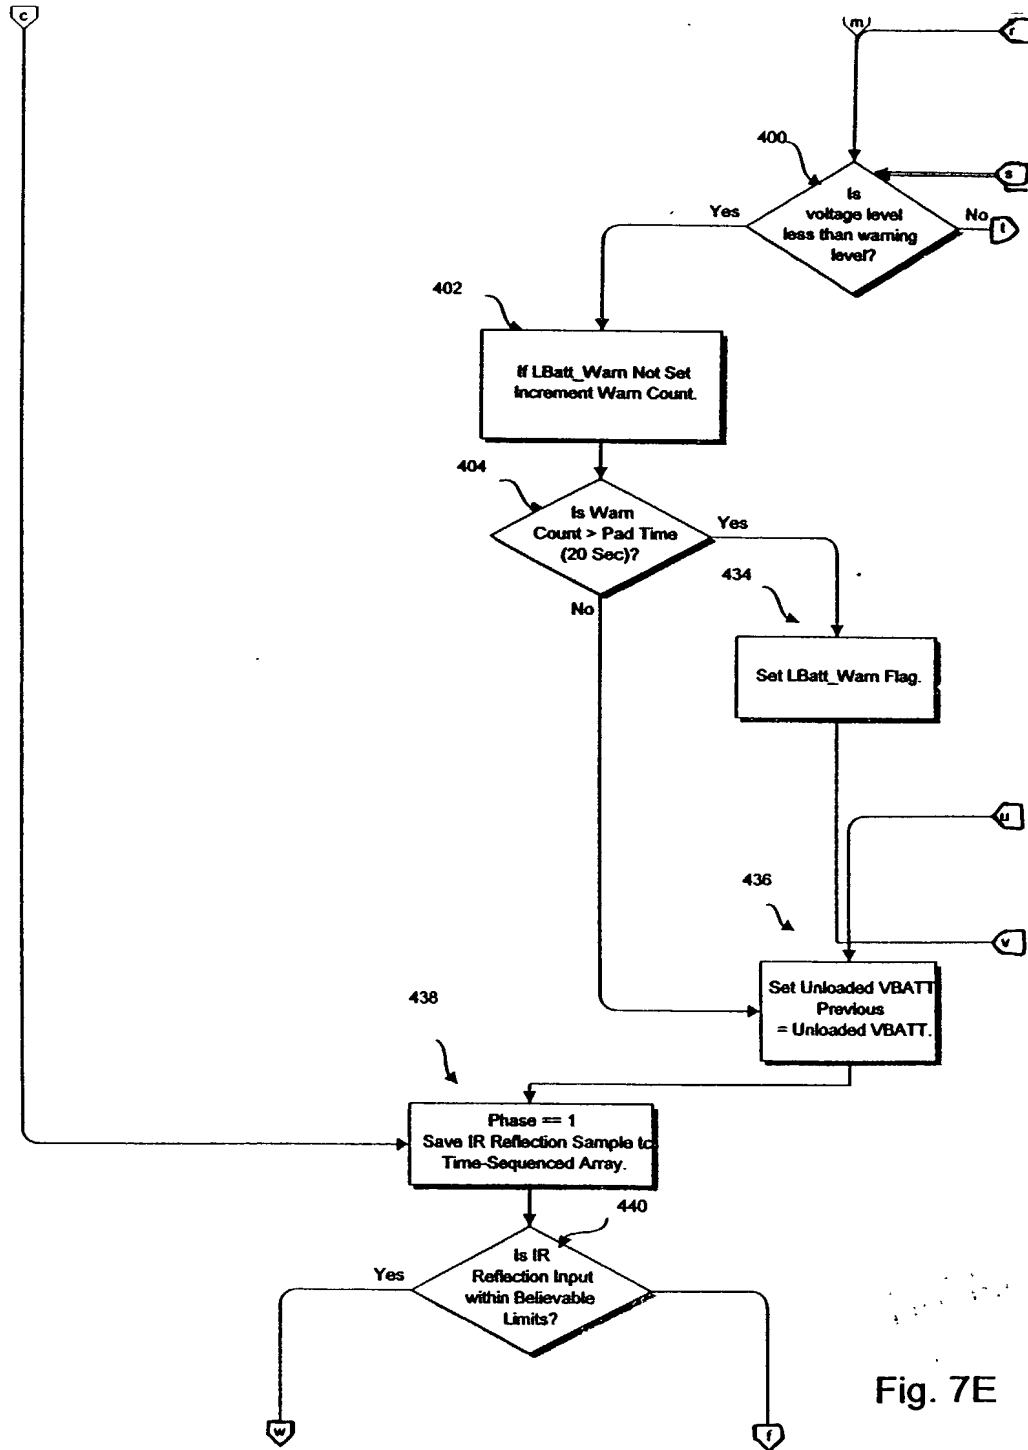 c
m
r
400
s
Is
voltage level
less than warning
level?
Yes
No
t
402
If LBatt_Warn Not Set
Increment Warn Count.
404
Is Warn
Count > Pad Time
(20 Sec)?
Yes
No
434
Set LBatt_Warn Flag.
u
436
v
Set Unloaded VBATT
Previous
= Unloaded VBATT.
438
Phase == 1
Save IR Reflection Sample to
Time-Sequenced Array.
440
Is IR
Reflection Input
within Believable
Limits?
Yes
w
f
Fig. 7E